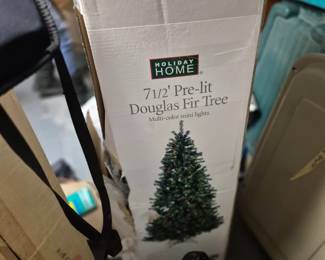 HOLIDAY
HOME®
7 1/2' Pre-lit
Douglas Fir Tree
Multi-color mini lights